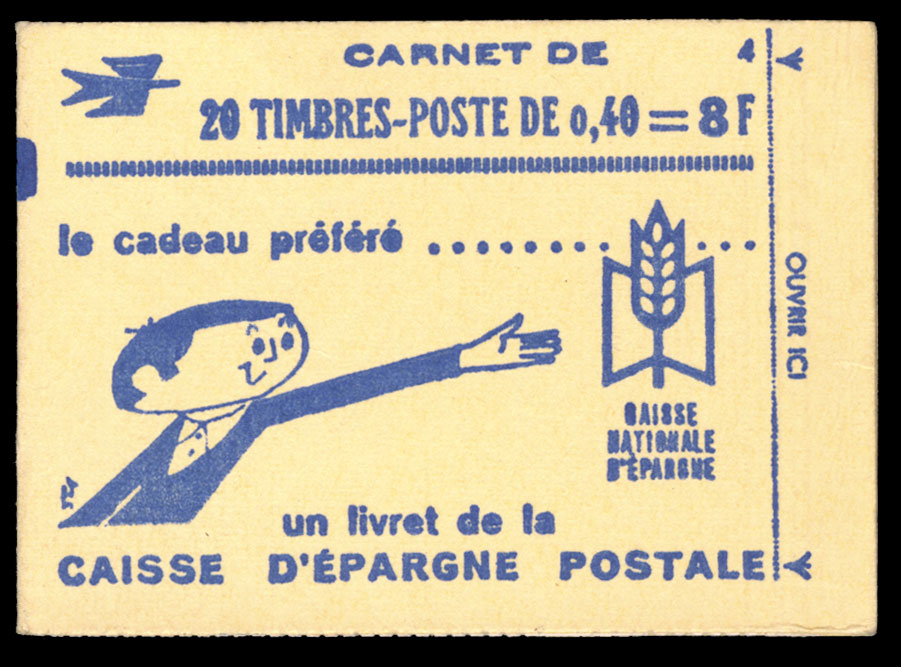 CARNET DE 4
20 TIMBRES-POSTE DE 0,40 = 8 F
le cadeau préféré ................
CAISSE
NATIONALE
D'ÉPARGNE
un livret de la
CAISSE D'ÉPARGNE POSTALE
OUVRIR ICI